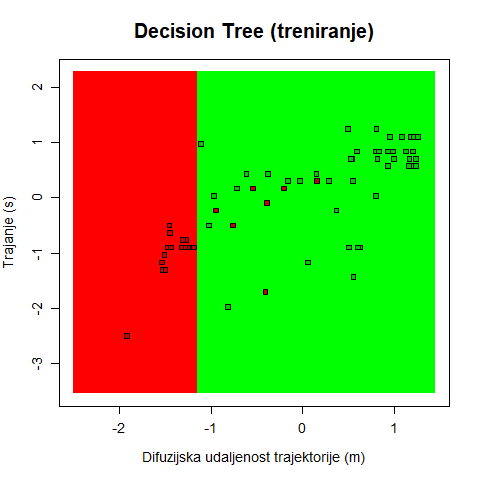 Decision Tree (treniranje)
2
1
0
-1
-2
-3
Trajanje (s)
-2 -1 0 1
Difuzijska udaljenost trajektorije (m)